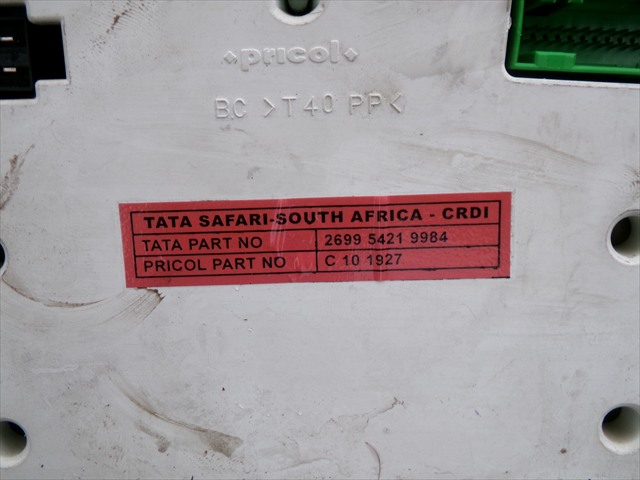 pricol
BC >T40 PP<
TATA SAFARI-SOUTH AFRICA - CRDI
TATA PART NO 2699 5421 9984
PRICOL PART NO C 10 1927